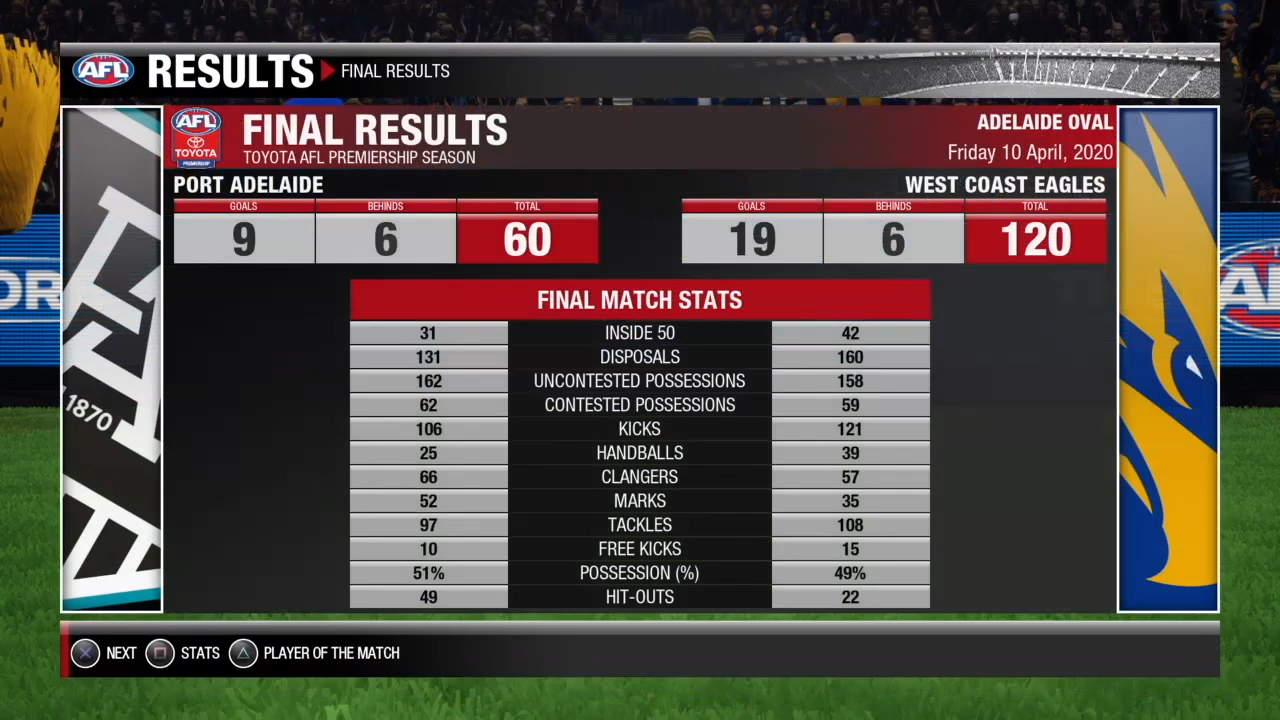 AFL RESULTS FINAL RESULTS
AFL
TOYOTA
PREMIERSHIP
FINAL RESULTS
TOYOTA AFL PREMIERSHIP SEASON
ADELAIDE OVAL
Friday 10 April, 2020
PORT ADELAIDE
GOALS BEHINDS TOTAL
9 6 60
WEST COAST EAGLES
GOALS BEHINDS TOTAL
19 6 120
FINAL MATCH STATS
31 INSIDE 50 42
131 DISPOSALS 160
162 UNCONTESTED POSSESSIONS 158
62 CONTESTED POSSESSIONS 59
106 KICKS 121
25 HANDBALLS 39
66 CLANGERS 57
52 MARKS 35
97 TACKLES 108
10 FREE KICKS 15
51% POSSESSION (%) 49%
49 HIT-OUTS 22
1870
NEXT STATS PLAYER OF THE MATCH